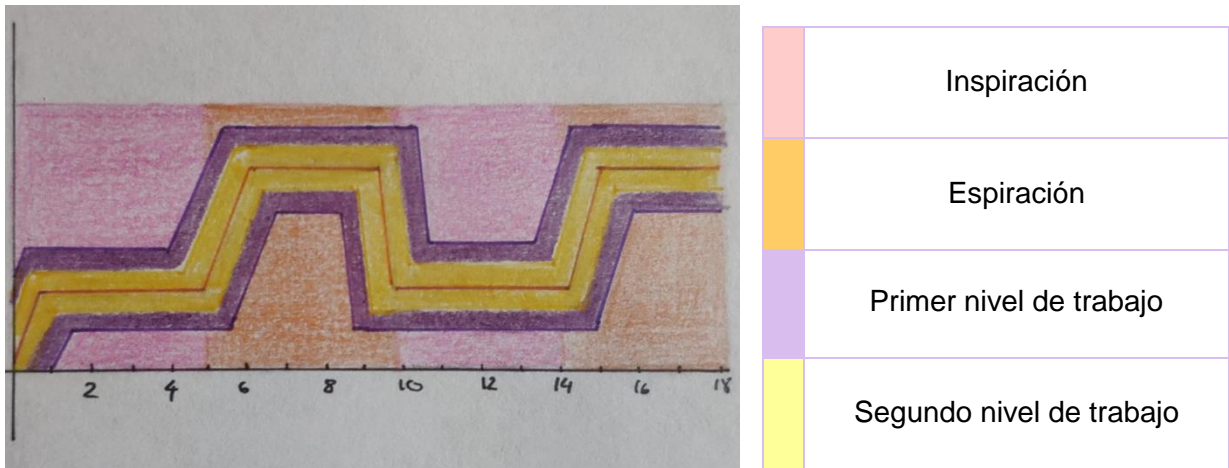 2 4 6 8 10 12 14 16 18
Inspiración
Espiración
Primer nivel de trabajo
Segundo nivel de trabajo